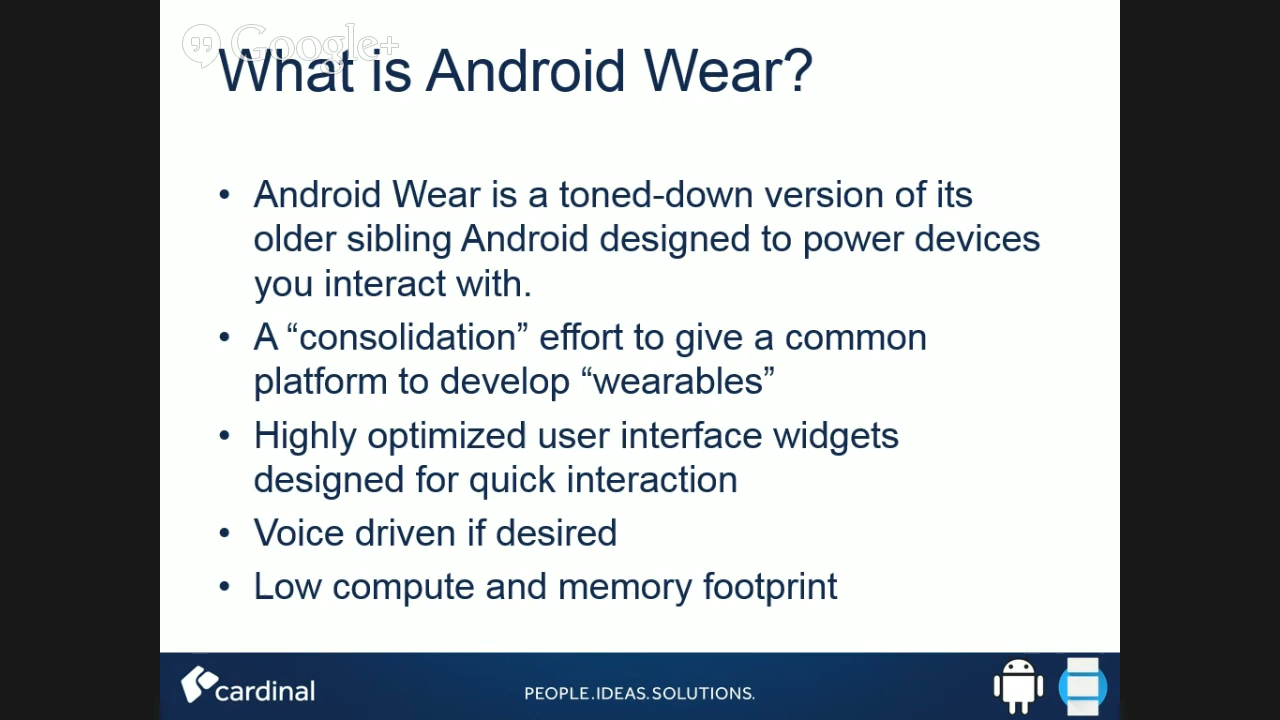 Google+
What is Android Wear?
• Android Wear is a toned-down version of its
older sibling Android designed to power devices
you interact with.
• A “consolidation” effort to give a common
platform to develop “wearables”
• Highly optimized user interface widgets
designed for quick interaction
• Voice driven if desired
• Low compute and memory footprint
cardinal
PEOPLE.IDEAS.SOLUTIONS.